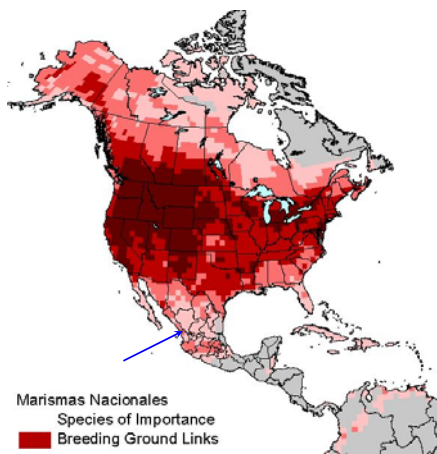 Marismas Nacionales
Species of Importance
Breeding Ground Links